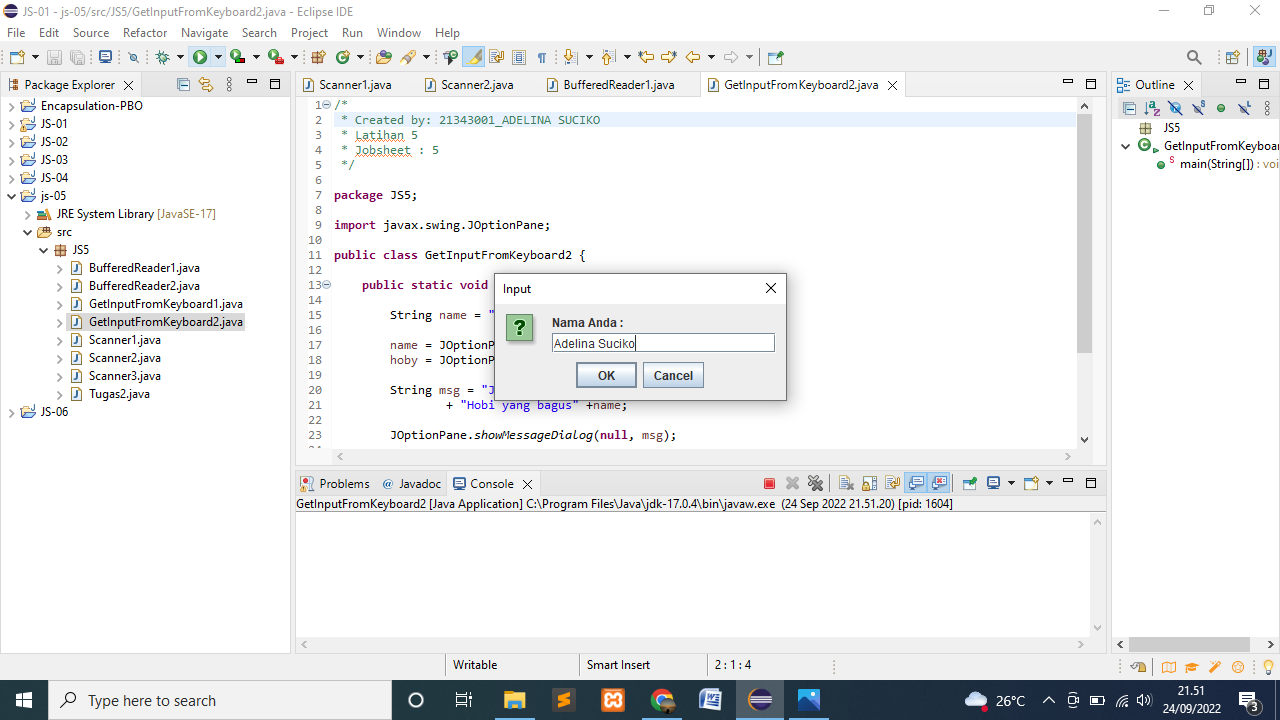 JS-01 - js-05/src/JS5/GetInputFromKeyboard2.java - Eclipse IDE
File Edit Source Refactor Navigate Search Project Run Window Help
Package Explorer
Encapsulation-PBO
JS-01
JS-02
JS-03
JS-04
js-05
JRE System Library [JavaSE-17]
src
JS5
BufferedReader1.java
BufferedReader2.java
GetInputFromKeyboard1.java
GetInputFromKeyboard2.java
Scanner1.java
Scanner2.java
Scanner3.java
Tugas2.java
JS-06
Scanner1.java Scanner2.java BufferedReader1.java GetInputFromKeyboard2.java
1 /*
2 * Created by: 21343001_ADELINA SUCIKO
3 * Latihan 5
4 * Jobsheet : 5
5 */
6
7 package JS5;
8
9 import javax.swing.JOptionPane;
10
11 public class GetInputFromKeyboard2 {
12
13 public static void
14
15 String name = "
16
17 name = JOptionP
18 hoby = JOptionP
19
20 String msg = "J
21 + "Hobi yang bagus" +name;
22
23 JOptionPane.showMessageDialog(null, msg);
Input
Nama Anda :
Adelina Suciko
OK Cancel
Outline
JS5
GetInputFromKeyboar
main(String[]) : voi
Problems Javadoc Console
GetInputFromKeyboard2 [Java Application] C:\Program Files\Java\jdk-17.0.4\bin\javaw.exe (24 Sep 2022 21.51.20) [pid: 1604]
Writable Smart Insert 2 : 1 : 4
Type here to search
26°C
21.51
24/09/2022
3